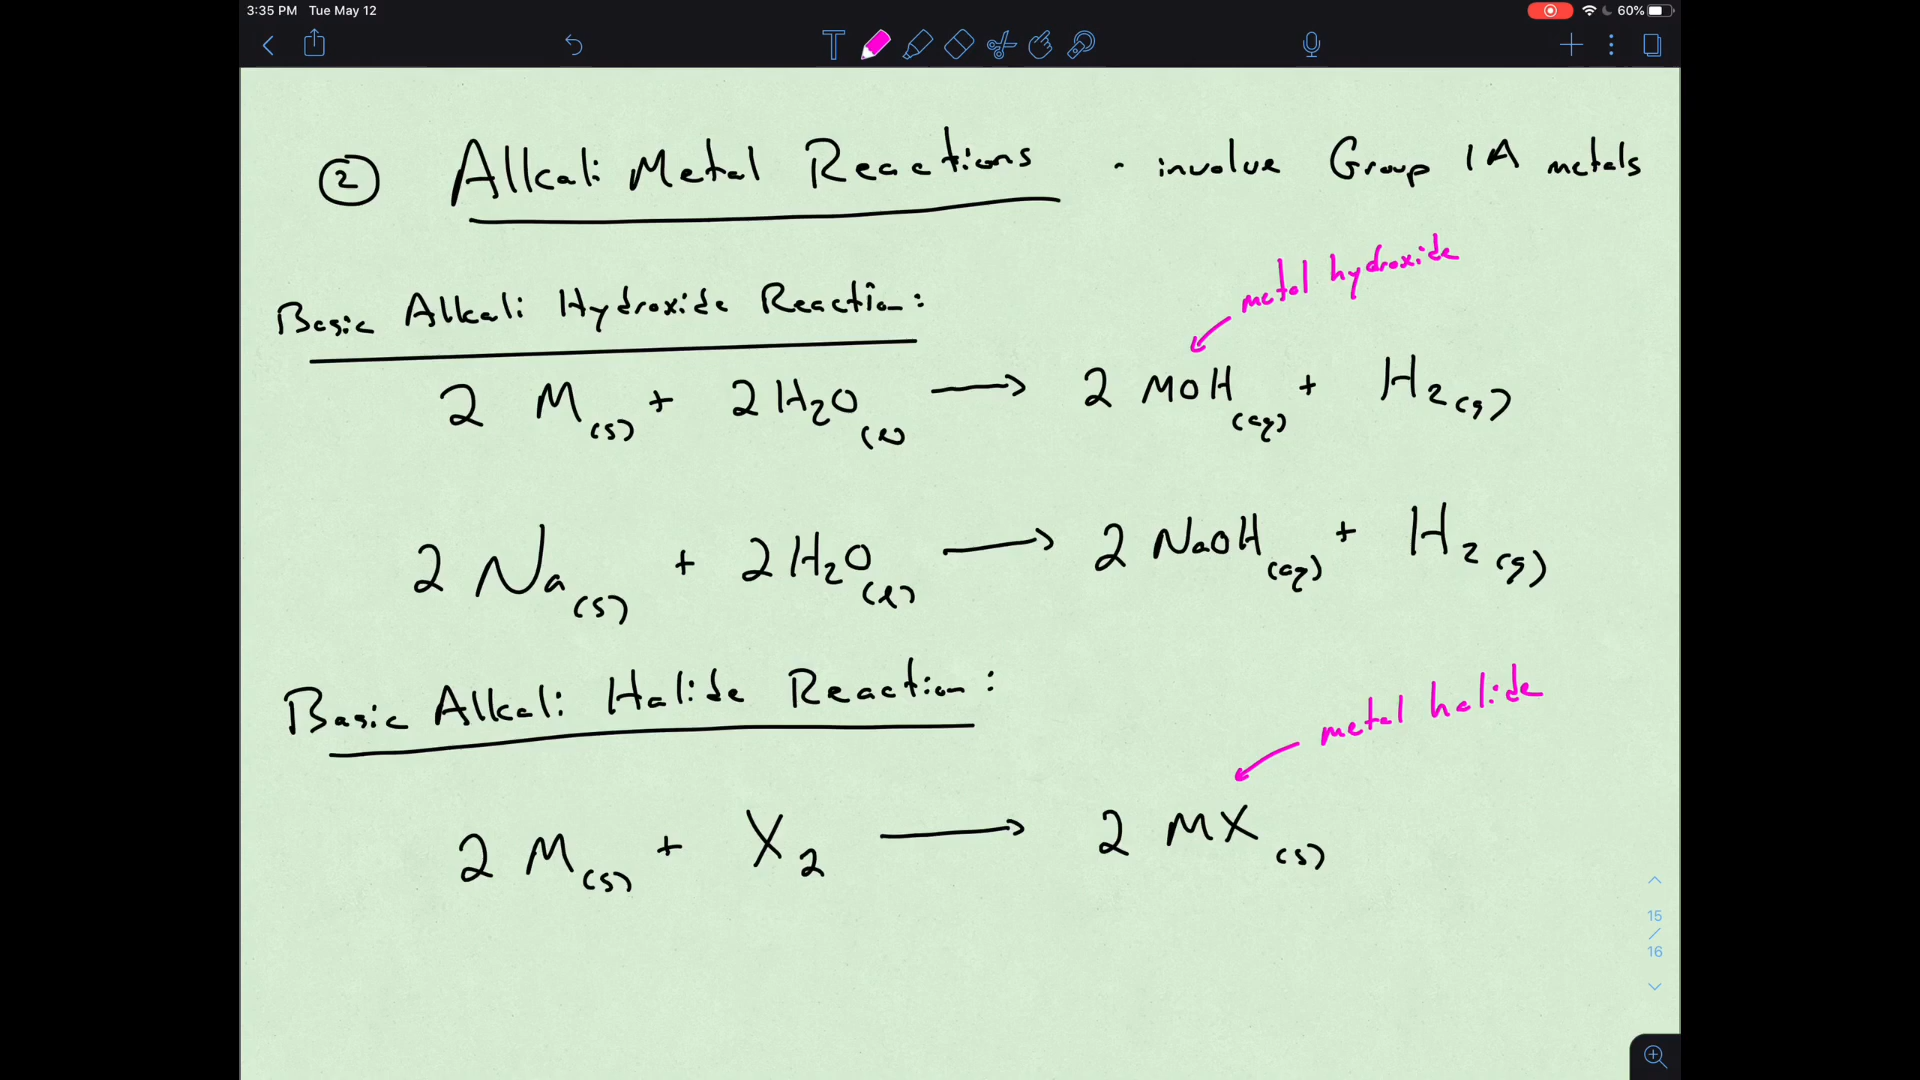 3:35 PM Tue May 12 60%
② Alkali Metal Reactions - involve Group 1A metals
metal hydroxide
Basic Alkali Hydroxide Reaction:
2 M(s) + 2 H₂O(l) → 2 MOH(aq) + H₂(g)
2 Na(s) + 2 H₂O(l) → 2 NaOH(aq) + H₂(g)
Basic Alkali Halide Reaction:
metal halide
2 M(s) + X₂ → 2 MX(s)
15
/
16